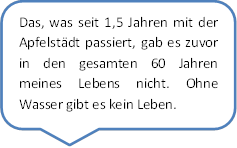 Das, was seit 1,5 Jahren mit der
Apfelstädt passiert, gab es zuvor
in den gesamten 60 Jahren
meines Lebens nicht. Ohne
Wasser gibt es kein Leben.